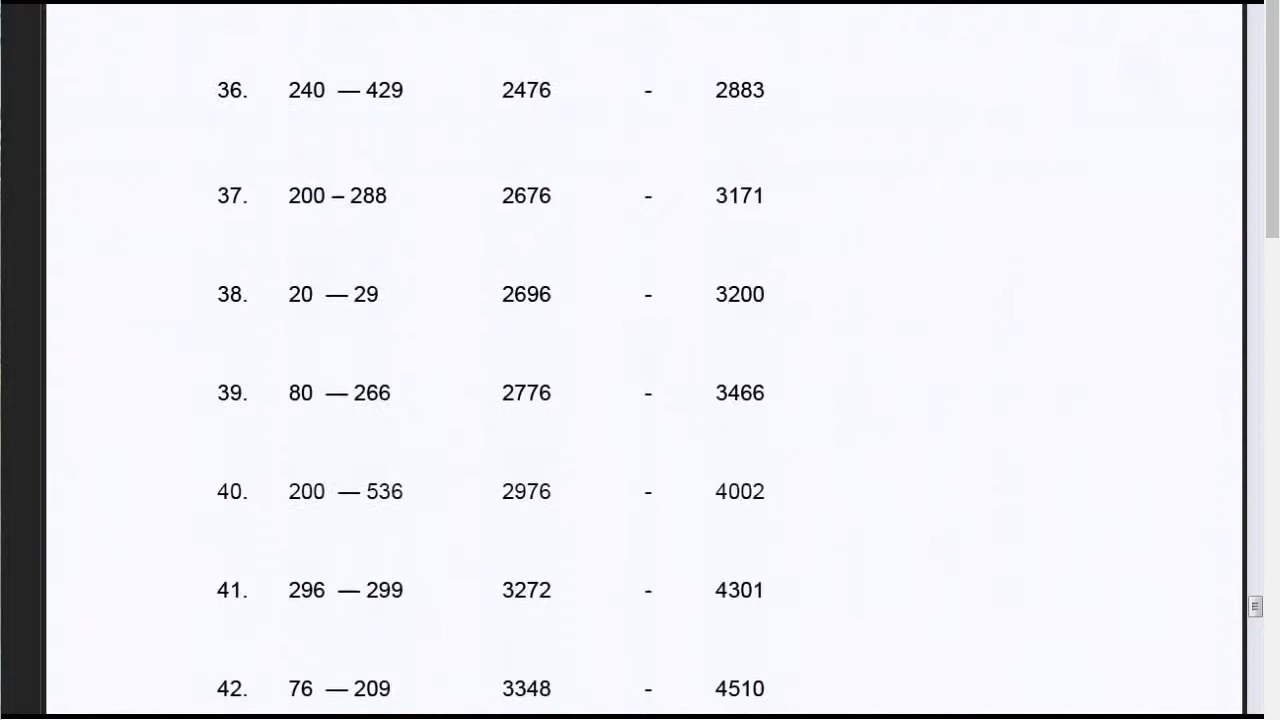 36. 240 — 429 2476 - 2883
37. 200 – 288 2676 - 3171
38. 20 — 29 2696 - 3200
39. 80 — 266 2776 - 3466
40. 200 — 536 2976 - 4002
41. 296 — 299 3272 - 4301
42. 76 — 209 3348 - 4510